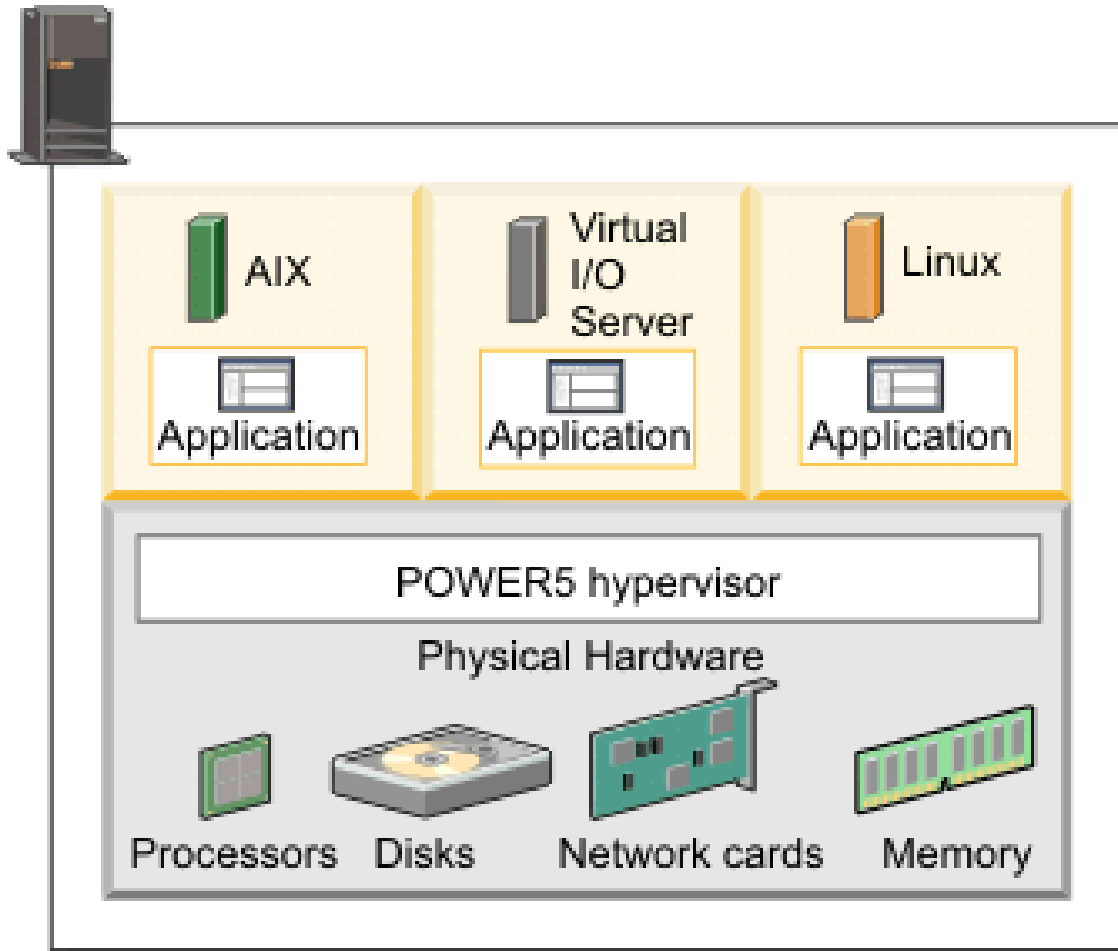 AIX
Virtual
I/O
Server
Linux
Application
Application
Application
POWER5 hypervisor
Physical Hardware
Processors
Disks
Network cards
Memory